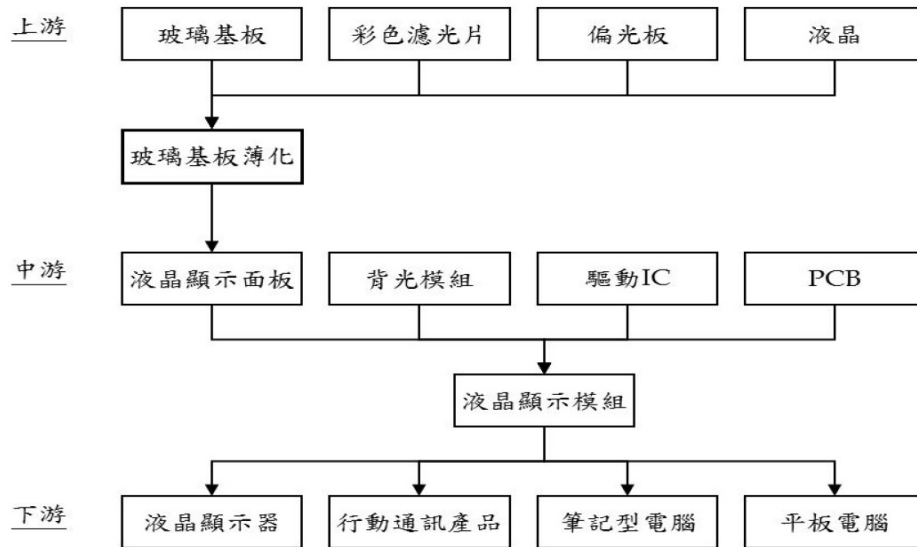 上游
玻璃基板
彩色濾光片
偏光板
液晶
玻璃基板薄化
中游
液晶顯示面板
背光模組
驅動IC
PCB
液晶顯示模組
下游
液晶顯示器
行動通訊產品
筆記型電腦
平板電腦